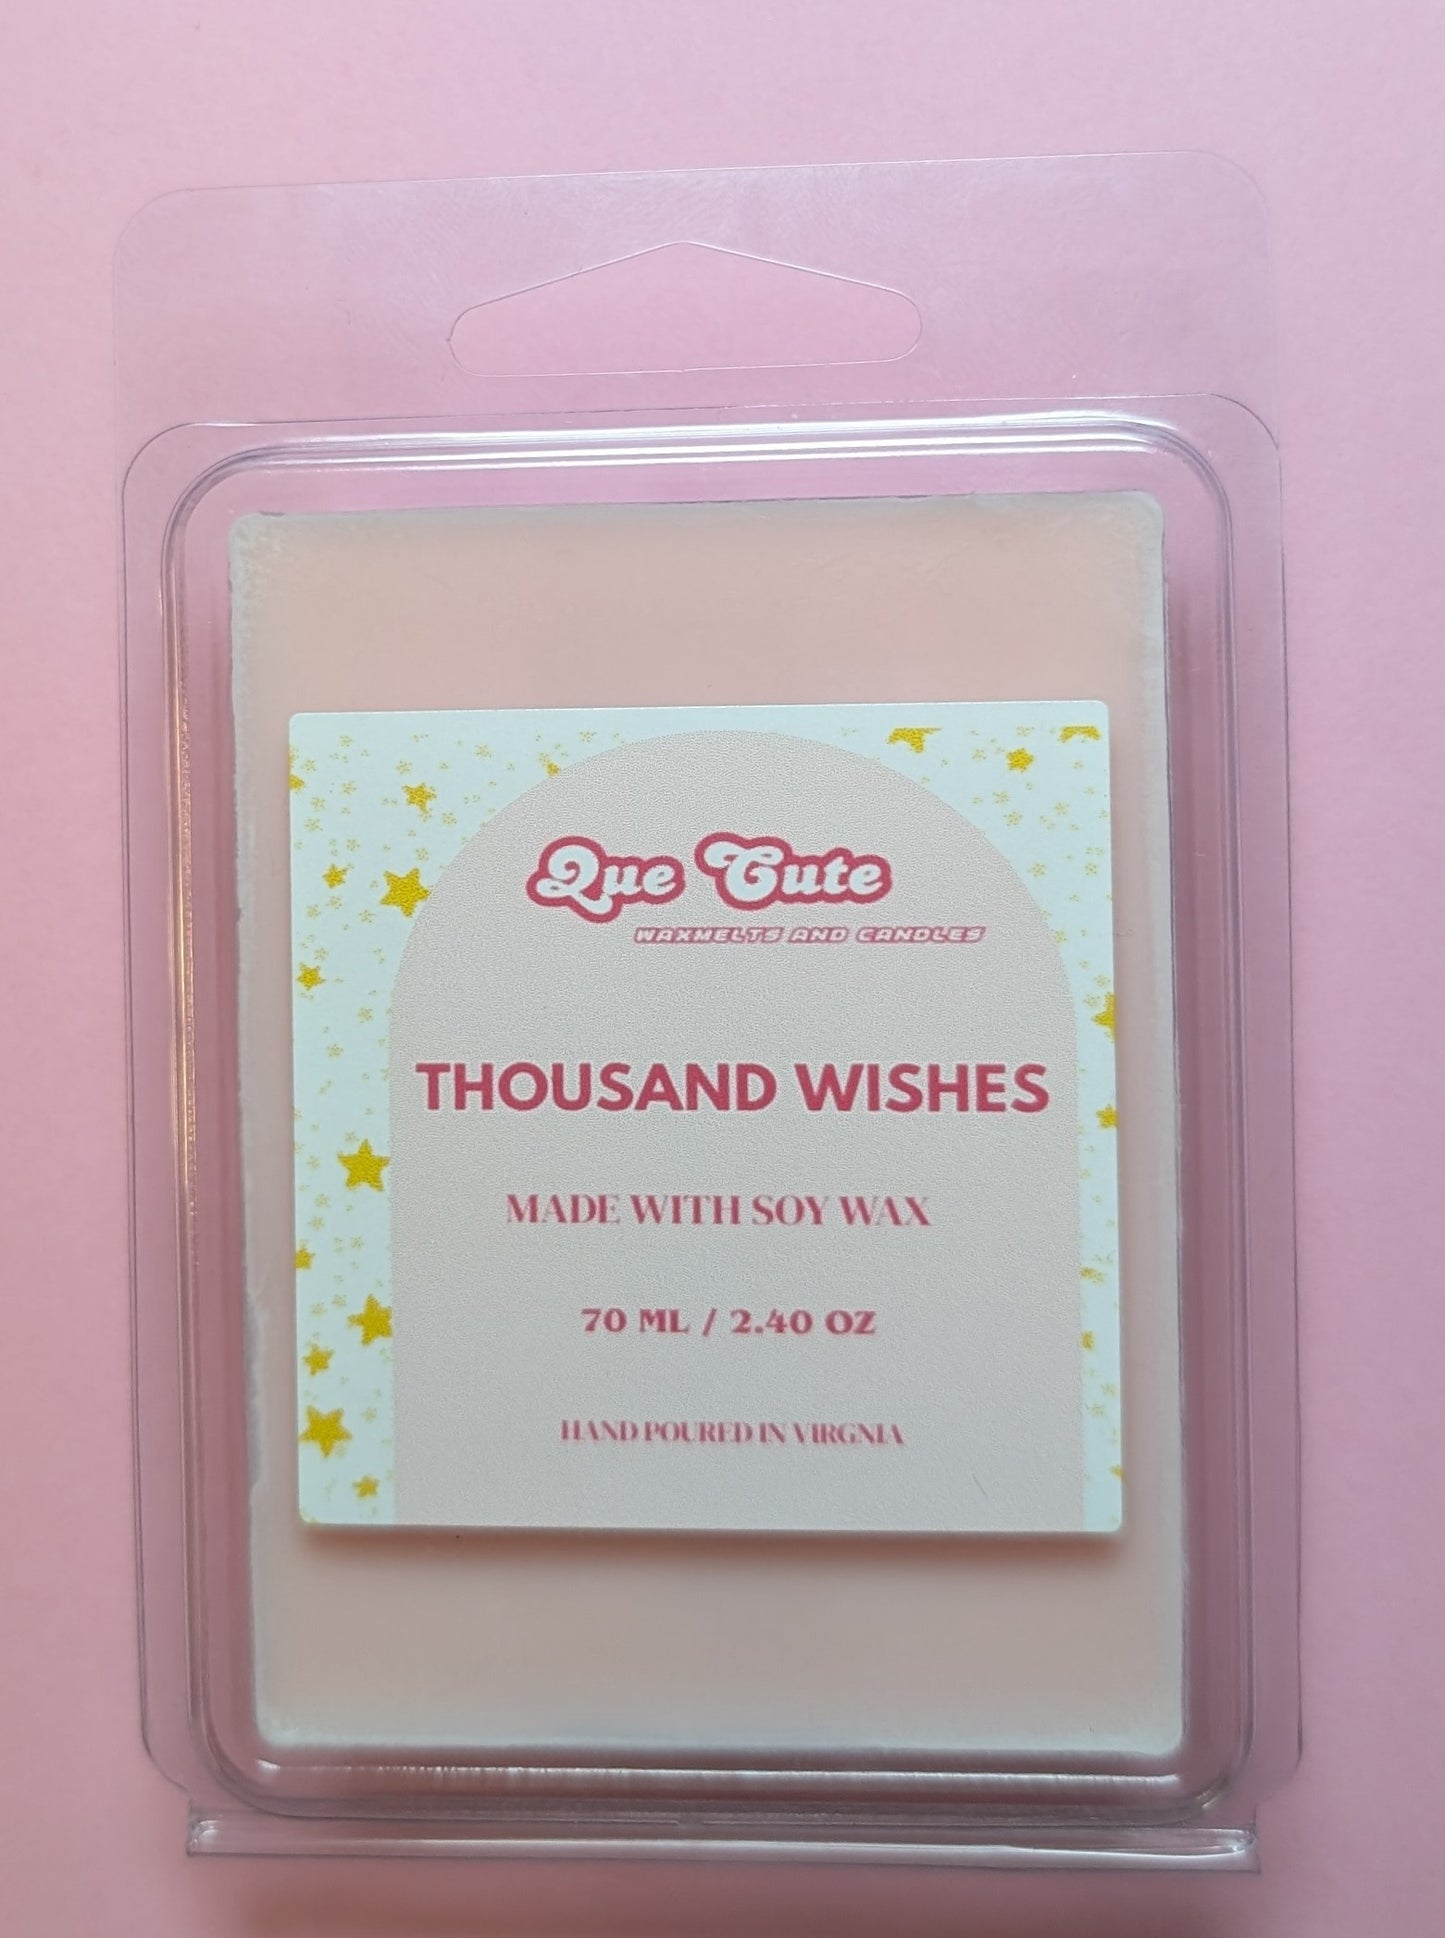 Que Cute
WAXMELTS AND CANDLES
THOUSAND WISHES
MADE WITH SOY WAX
70 ML / 2.40 OZ
HAND POURED IN VIRGNIA